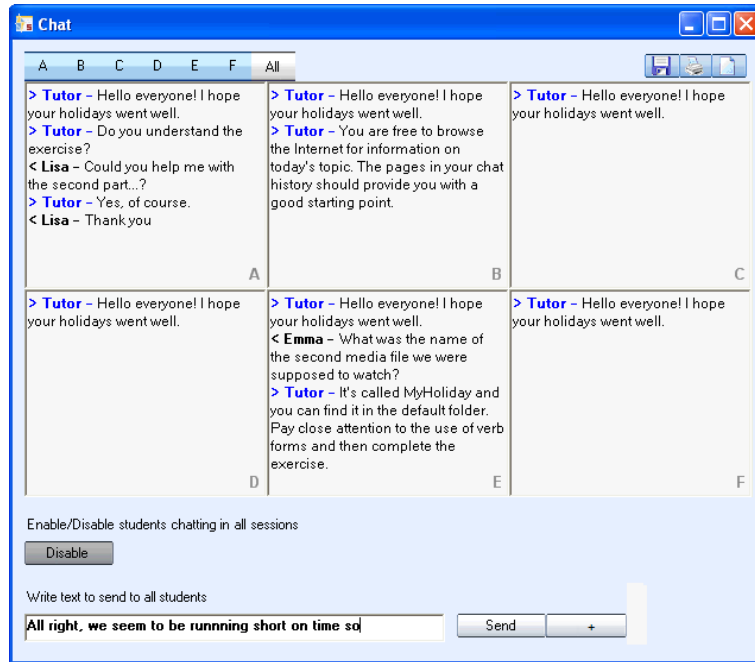 Chat
A B C D E F All
> Tutor – Hello everyone! I hope
your holidays went well.
> Tutor – Do you understand the
exercise?
< Lisa – Could you help me with
the second part...?
> Tutor – Yes, of course.
< Lisa – Thank you
A
> Tutor – Hello everyone! I hope
your holidays went well.
> Tutor – You are free to browse
the Internet for information on
today's topic. The pages in your chat
history should provide you with a
good starting point.
B
> Tutor – Hello everyone! I hope
your holidays went well.
C
> Tutor – Hello everyone! I hope
your holidays went well.
D
> Tutor – Hello everyone! I hope
your holidays went well.
< Emma – What was the name of
the second media file we were
supposed to watch?
> Tutor – It's called MyHoliday and
you can find it in the default folder.
Pay close attention to the use of verb
forms and then complete the
exercise.
E
> Tutor – Hello everyone! I hope
your holidays went well.
F
Enable/Disable students chatting in all sessions
Disable
Write text to send to all students
All right, we seem to be runnning short on time so
Send +